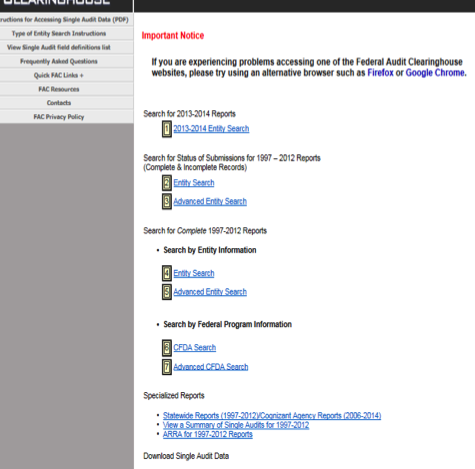 CLEARINGHOUSE
ructions for Accessing Single Audit Data (PDF)
Type of Entity Search Instructions
View Single Audit field definitions list
Frequently Asked Questions
Quick FAC Links +
FAC Resources
Contacts
FAC Privacy Policy
Important Notice
If you are experiencing problems accessing one of the Federal Audit Clearinghouse
websites, please try using an alternative browser such as Firefox or Google Chrome.
Search for 2013-2014 Reports
1 2013-2014 Entity Search
Search for Status of Submissions for 1997 – 2012 Reports
(Complete & Incomplete Records)
2 Entity Search
3 Advanced Entity Search
Search for Complete 1997-2012 Reports
• Search by Entity Information
4 Entity Search
5 Advanced Entity Search
• Search by Federal Program Information
6 CFDA Search
7 Advanced CFDA Search
Specialized Reports
• Statewide Reports (1997-2012)/Cognizant Agency Reports (2006-2014)
• View a Summary of Single Audits for 1997-2012
• ARRA for 1997-2012 Reports
Download Single Audit Data